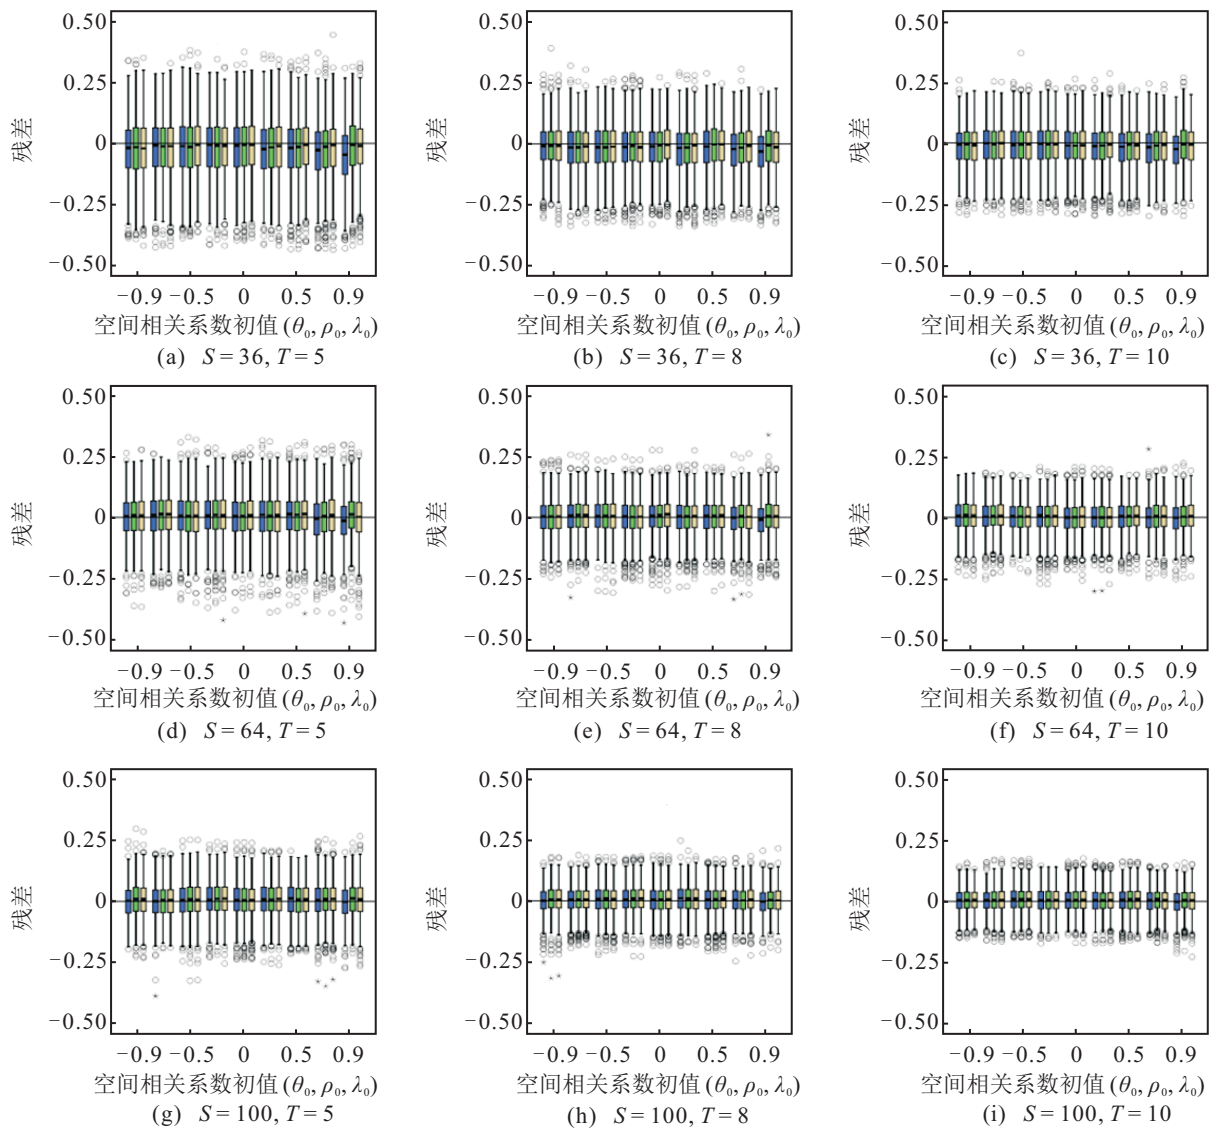 0.50 0.50 0.50
0.25 0.25 0.25
残差 0 残差 0 残差 0
−0.25 −0.25 −0.25
−0.50 −0.50 −0.50
−0.9 −0.5 0 0.5 0.9 −0.9 −0.5 0 0.5 0.9 −0.9 −0.5 0 0.5 0.9
空间相关系数初值(θ₀, ρ₀, λ₀) 空间相关系数初值(θ₀, ρ₀, λ₀) 空间相关系数初值(θ₀, ρ₀, λ₀)
(a) S = 36, T = 5 (b) S = 36, T = 8 (c) S = 36, T = 10
0.50 0.50 0.50
0.25 0.25 0.25
残差 0 残差 0 残差 0
−0.25 −0.25 −0.25
−0.50 −0.50 −0.50
−0.9 −0.5 0 0.5 0.9 −0.9 −0.5 0 0.5 0.9 −0.9 −0.5 0 0.5 0.9
空间相关系数初值(θ₀, ρ₀, λ₀) 空间相关系数初值(θ₀, ρ₀, λ₀) 空间相关系数初值(θ₀, ρ₀, λ₀)
(d) S = 64, T = 5 (e) S = 64, T = 8 (f) S = 64, T = 10
0.50 0.50 0.50
0.25 0.25 0.25
残差 0 残差 0 残差 0
−0.25 −0.25 −0.25
−0.50 −0.50 −0.50
−0.9 −0.5 0 0.5 0.9 −0.9 −0.5 0 0.5 0.9 −0.9 −0.5 0 0.5 0.9
空间相关系数初值(θ₀, ρ₀, λ₀) 空间相关系数初值(θ₀, ρ₀, λ₀) 空间相关系数初值(θ₀, ρ₀, λ₀)
(g) S = 100, T = 5 (h) S = 100, T = 8 (i) S = 100, T = 10